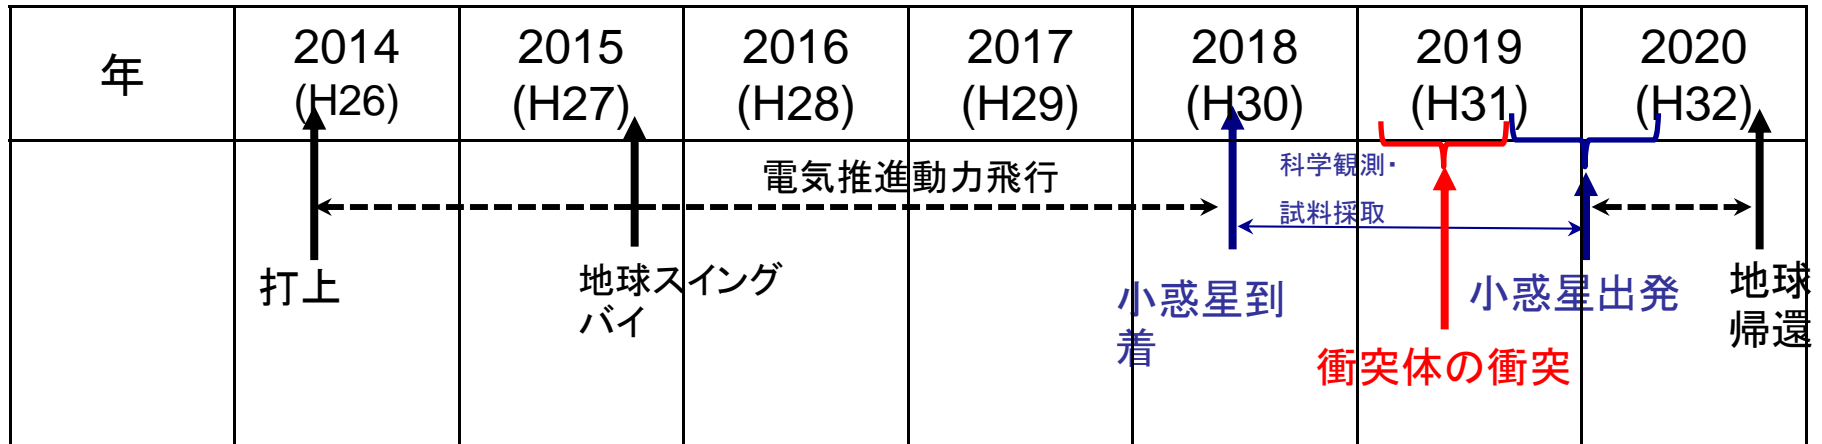 年
2014
(H26)
2015
(H27)
2016
(H28)
2017
(H29)
2018
(H30)
2019
(H31)
2020
(H32)
電気推進動力飛行
科学観測・
試料採取
打上
地球スイング
バイ
小惑星到
着
衝突体の衝突
小惑星出発
地球
帰還